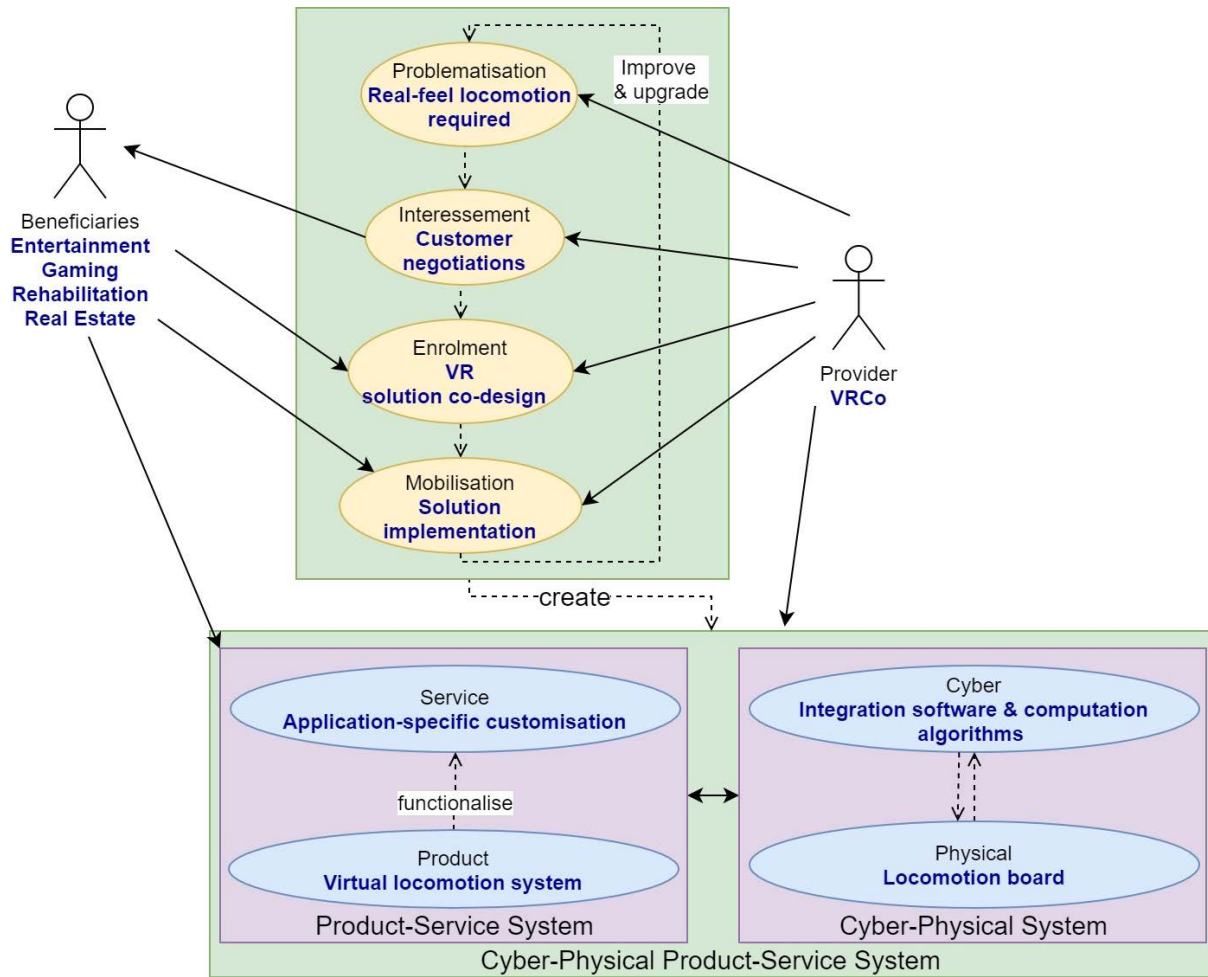 Problematisation
Real-feel locomotion
required
Improve
& upgrade
Interessement
Customer
negotiations
Beneficiaries
Entertainment
Gaming
Rehabilitation
Real Estate
Enrolment
VR
solution co-design
Provider
VRCo
Mobilisation
Solution
implementation
create
Service
Application-specific customisation
functionalise
Product
Virtual locomotion system
Product-Service System
Cyber
Integration software & computation
algorithms
Physical
Locomotion board
Cyber-Physical System
Cyber-Physical Product-Service System